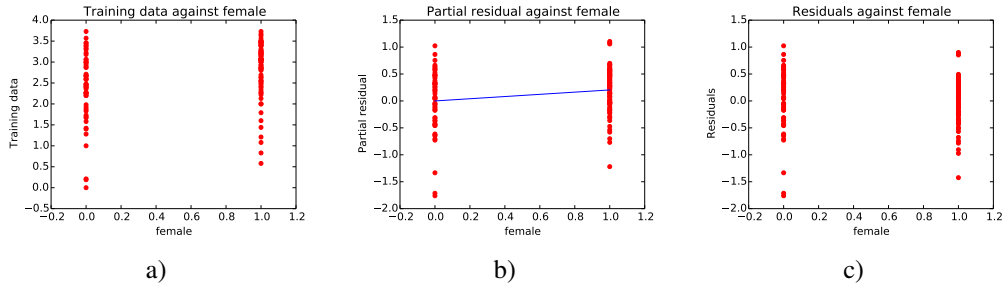 Training data against female
Training data
4.0
3.5
3.0
2.5
2.0
1.5
1.0
0.5
0.0
−0.5
−0.2 0.0 0.2 0.4 0.6 0.8 1.0 1.2
female
a)
Partial residual against female
Partial residual
1.5
1.0
0.5
0.0
−0.5
−1.0
−1.5
−2.0
−0.2 0.0 0.2 0.4 0.6 0.8 1.0 1.2
female
b)
Residuals against female
Residuals
1.5
1.0
0.5
0.0
−0.5
−1.0
−1.5
−2.0
−0.2 0.0 0.2 0.4 0.6 0.8 1.0 1.2
female
c)